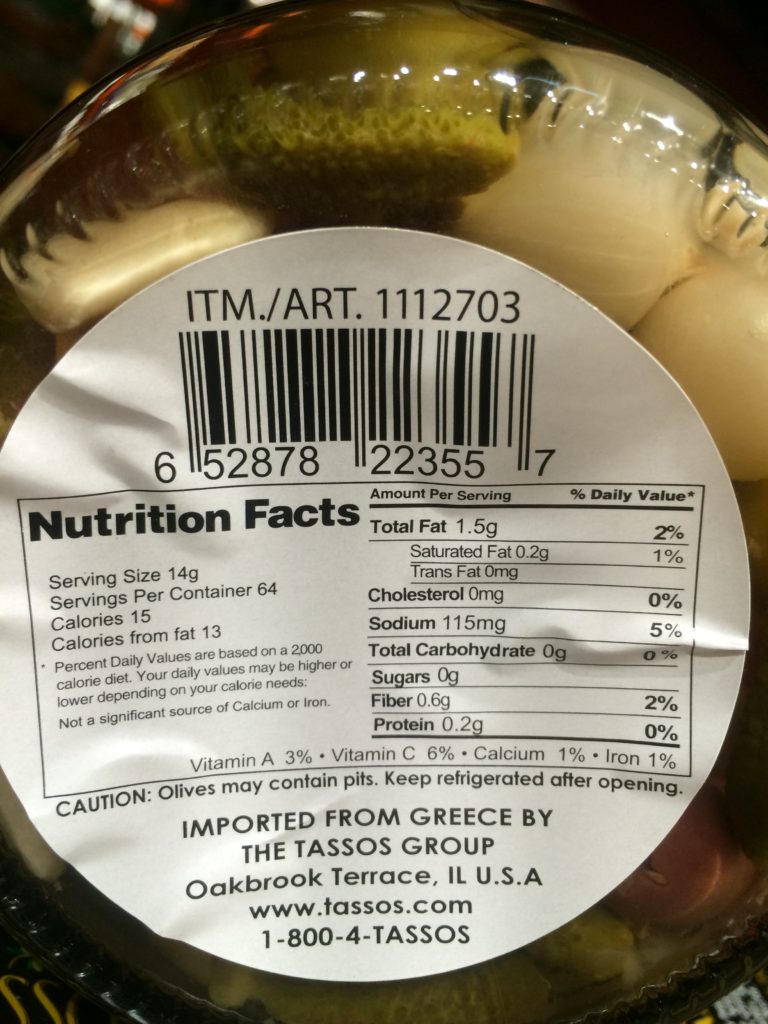 ITM./ART. 1112703
6 52878 22355 7
Nutrition Facts
Serving Size 14g
Servings Per Container 64
Calories 15
Calories from fat 13
* Percent Daily Values are based on a 2,000
calorie diet. Your daily values may be higher or
lower depending on your calorie needs:
Not a significant source of Calcium or Iron.
Amount Per Serving % Daily Value*
Total Fat 1.5g 2%
Saturated Fat 0.2g 1%
Trans Fat 0mg
Cholesterol 0mg 0%
Sodium 115mg 5%
Total Carbohydrate 0g 0%
Sugars 0g
Fiber 0.6g 2%
Protein 0.2g 0%
Vitamin A 3% • Vitamin C 6% • Calcium 1% • Iron 1%
CAUTION: Olives may contain pits. Keep refrigerated after opening.
IMPORTED FROM GREECE BY
THE TASSOS GROUP
Oakbrook Terrace, IL U.S.A
www.tassos.com
1-800-4-TASSOS